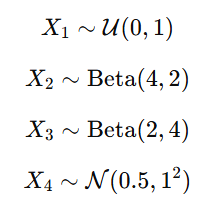 X₁ ∼ 𝒰(0, 1)
X₂ ∼ Beta(4, 2)
X₃ ∼ Beta(2, 4)
X₄ ∼ 𝒩(0.5, 1²)